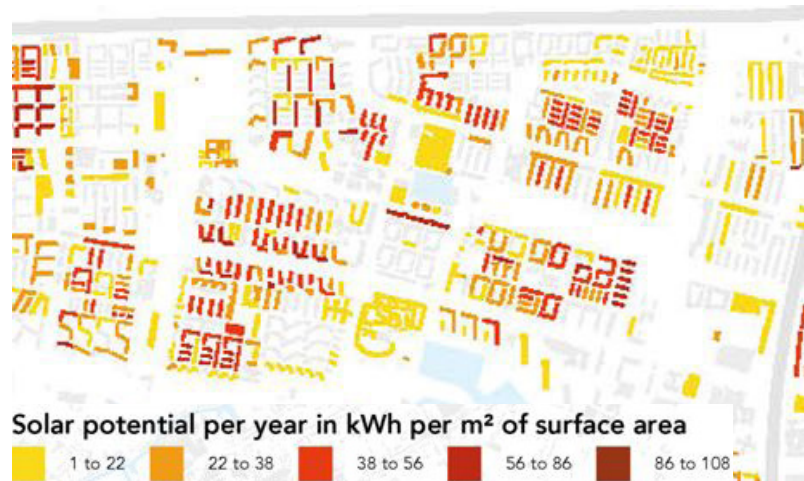 Solar potential per year in kWh per m² of surface area
1 to 22 22 to 38 38 to 56 56 to 86 86 to 108